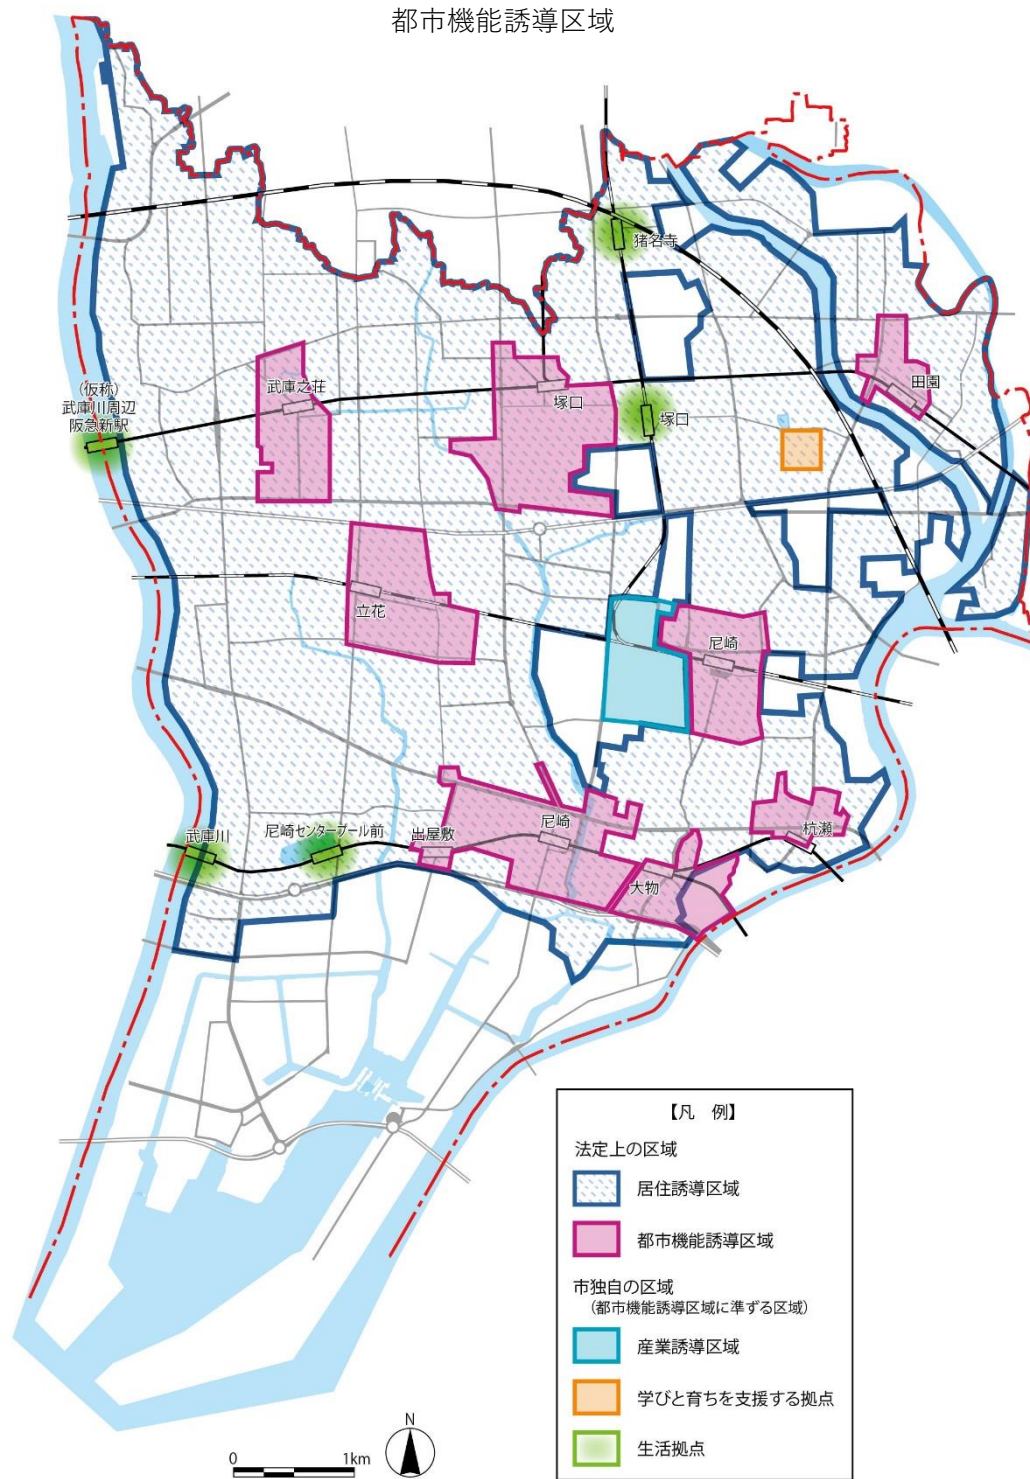 都市機能誘導区域
猪名寺
田園
武庫之荘
塚口
塚口
(仮称)
武庫川周辺
阪急新駅
立花
尼崎
武庫川
尼崎センタープール前
出屋敷
尼崎
杭瀬
大物
【凡 例】
法定上の区域
居住誘導区域
都市機能誘導区域
市独自の区域
(都市機能誘導区域に準ずる区域)
産業誘導区域
学びと育ちを支援する拠点
生活拠点
N
0 1km